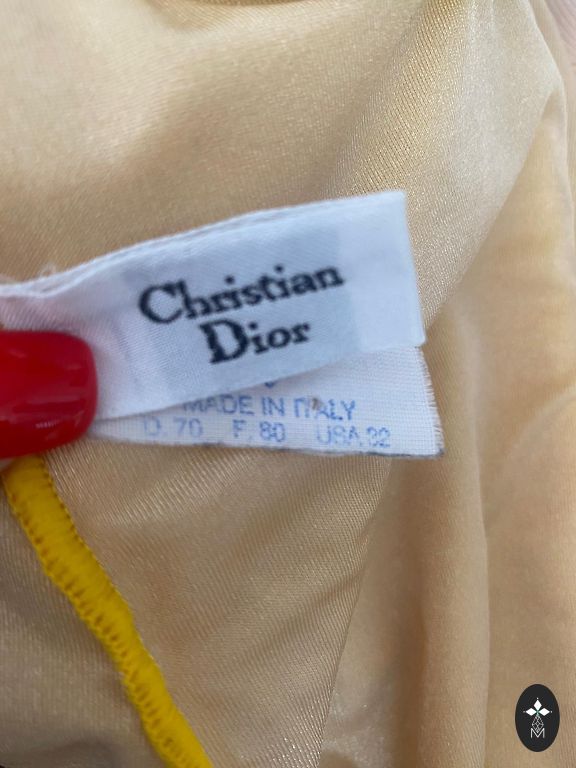 Christian
Dior
MADE IN ITALY
D. 70 F. 80 USA 32
M